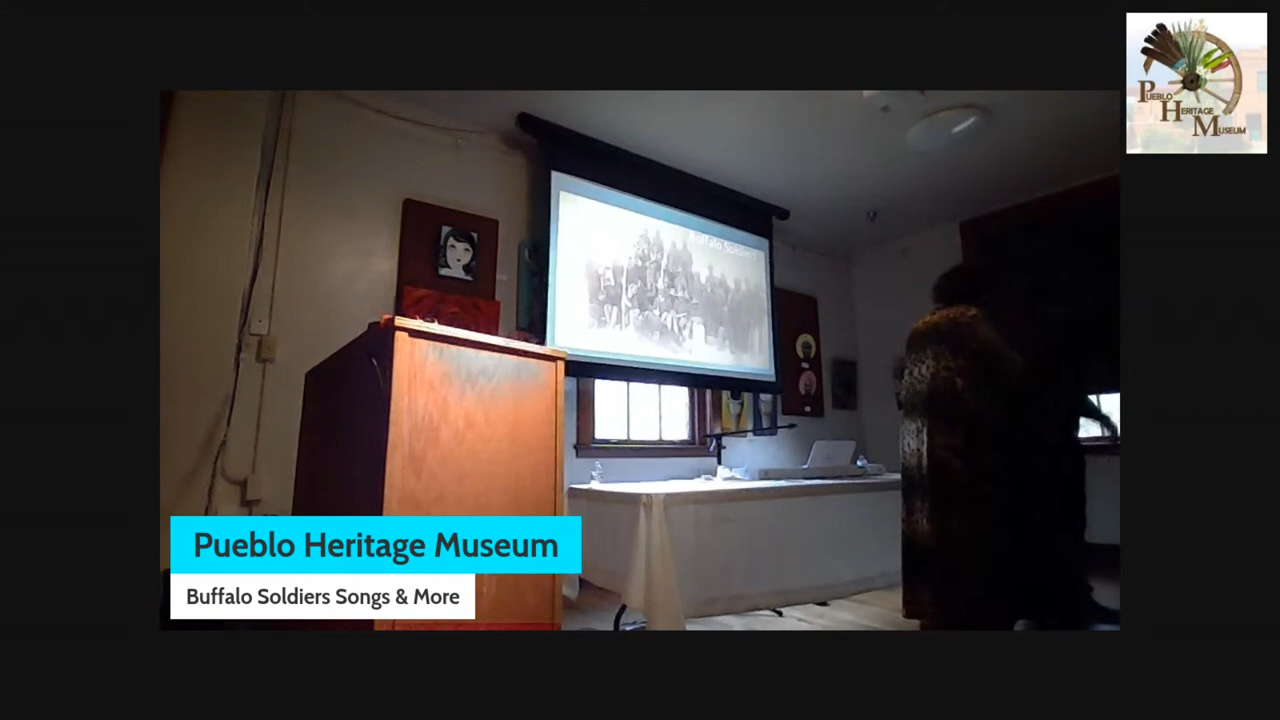 PUEBLO
HERITAGE
MUSEUM
Buffalo Soldiers
Pueblo Heritage Museum
Buffalo Soldiers Songs & More